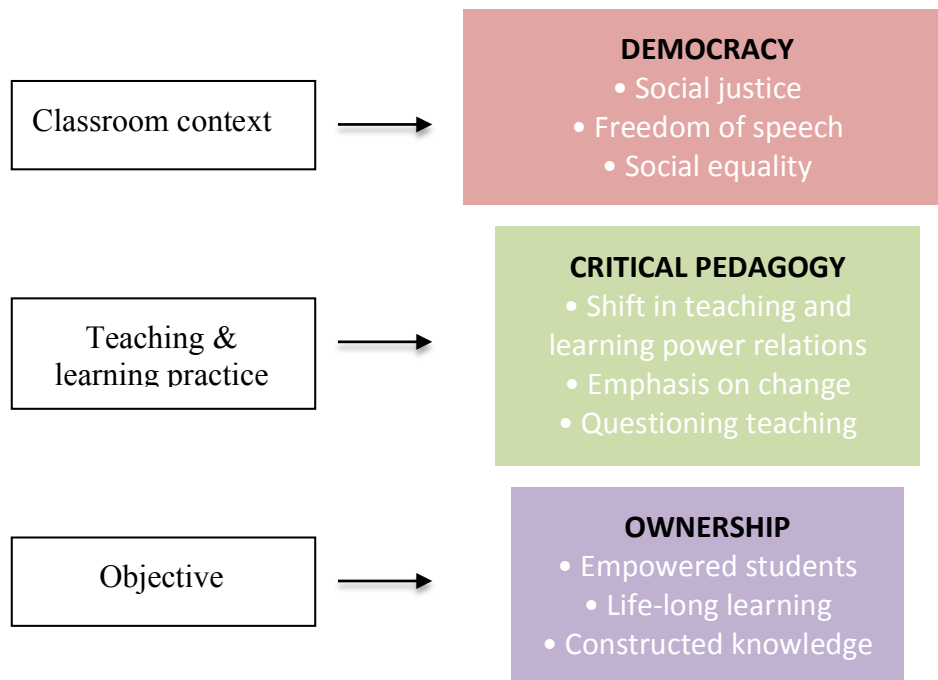 Classroom context
DEMOCRACY
• Social justice
• Freedom of speech
• Social equality
Teaching &
learning practice
CRITICAL PEDAGOGY
• Shift in teaching and
learning power relations
• Emphasis on change
• Questioning teaching
Objective
OWNERSHIP
• Empowered students
• Life-long learning
• Constructed knowledge